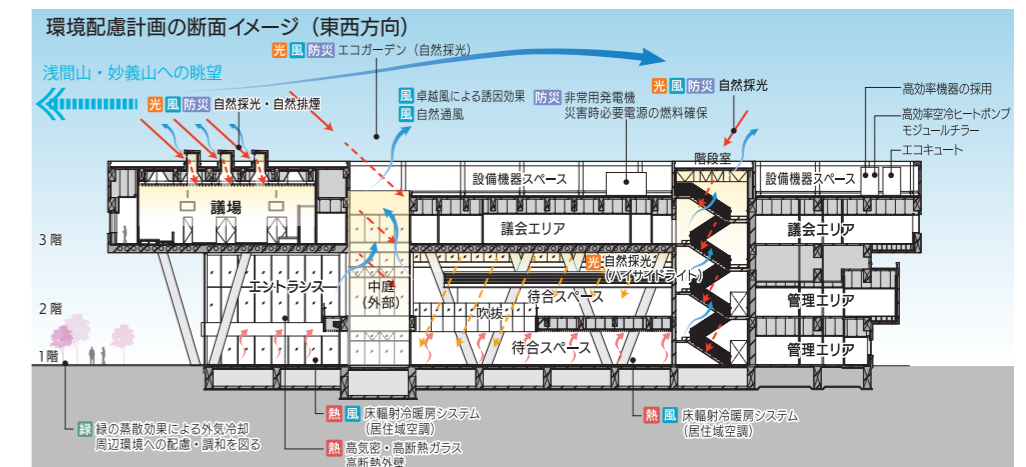 環境配慮計画の断面イメージ（東西方向）
光 風 防災 エコガーデン（自然採光）
浅間山・妙義山への眺望
光 風 防災 自然採光・自然排煙
風 卓越風による誘因効果
風 自然通風
防災 非常用発電機
災害時必要電源の燃料確保
光 風 防災 自然採光
高効率機器の採用
高効率空冷ヒートポンプ
モジュールチラー
エコキュート
階段室
設備機器スペース
設備機器スペース
議場
議会エリア
議会エリア
3階
光 自然採光
（ハイサイドライト）
エントランス
中庭
（外部）
待合スペース
管理エリア
2階
吹抜
待合スペース
管理エリア
1階
熱 風 床輻射冷暖房システム
（居住域空調）
熱 風 床輻射冷暖房システム
（居住域空調）
緑 緑の蒸散効果による外気冷却
周辺環境への配慮・調和を図る
熱 高気密・高断熱ガラス
高断熱外壁